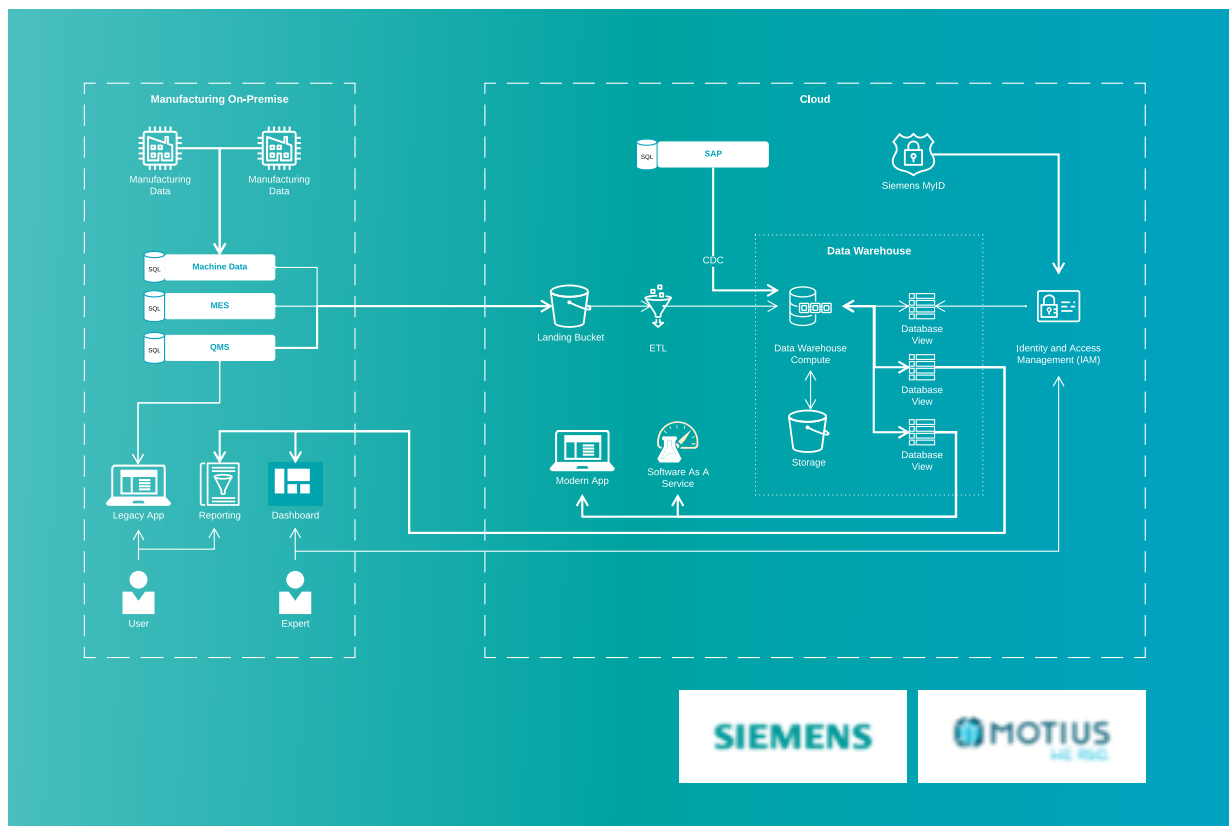 Manufacturing On-Premise
Manufacturing
Data
Manufacturing
Data
SQL
Machine Data
SQL
MES
SQL
QMS
Legacy App
Reporting
Dashboard
User
Expert
Cloud
SQL
SAP
Siemens MyID
CDC
Data Warehouse
Landing Bucket
ETL
Data Warehouse
Compute
Database
View
Identity and Access
Management (IAM)
Database
View
Database
View
Storage
Modern App
Software As A
Service
SIEMENS
MOTIUS
WE R&D.